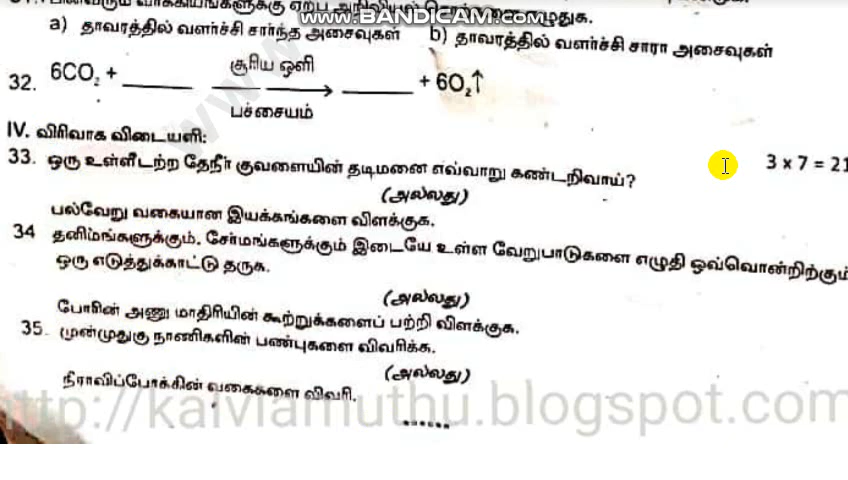 www.BANDICAM.com
a) தாவரத்தில் வளர்ச்சி சார்ந்த அசைவுகள் b) தாவரத்தில் வளர்ச்சி சாரா அசைவுகள்
சூரிய ஒளி
32. 6CO₂ + ______ ⟶ ______ + 6O₂↑
பச்சையம்
IV. விரிவாக விடையளி: 3 x 7 = 21
33. ஒரு உள்ளீடற்ற தேநீர் குவளையின் தடிமனை எவ்வாறு கண்டறிவாய்?
(அல்லது)
பல்வேறு வகையான இயக்கங்களை விளக்குக.
34 தனிமங்களுக்கும், சேர்மங்களுக்கும் இடையே உள்ள வேறுபாடுகளை எழுதி ஒவ்வொன்றிற்கும்
ஒரு எடுத்துக்காட்டு தருக.
(அல்லது)
போரின் அணு மாதிரியின் கூற்றுக்களைப் பற்றி விளக்குக.
35. முன்முதுகு நாணிகளின் பண்புகளை விவரிக்க.
(அல்லது)
நீராவிப்போக்கின் வகைகளை விவரி.
http://kalviamuthu.blogspot.com